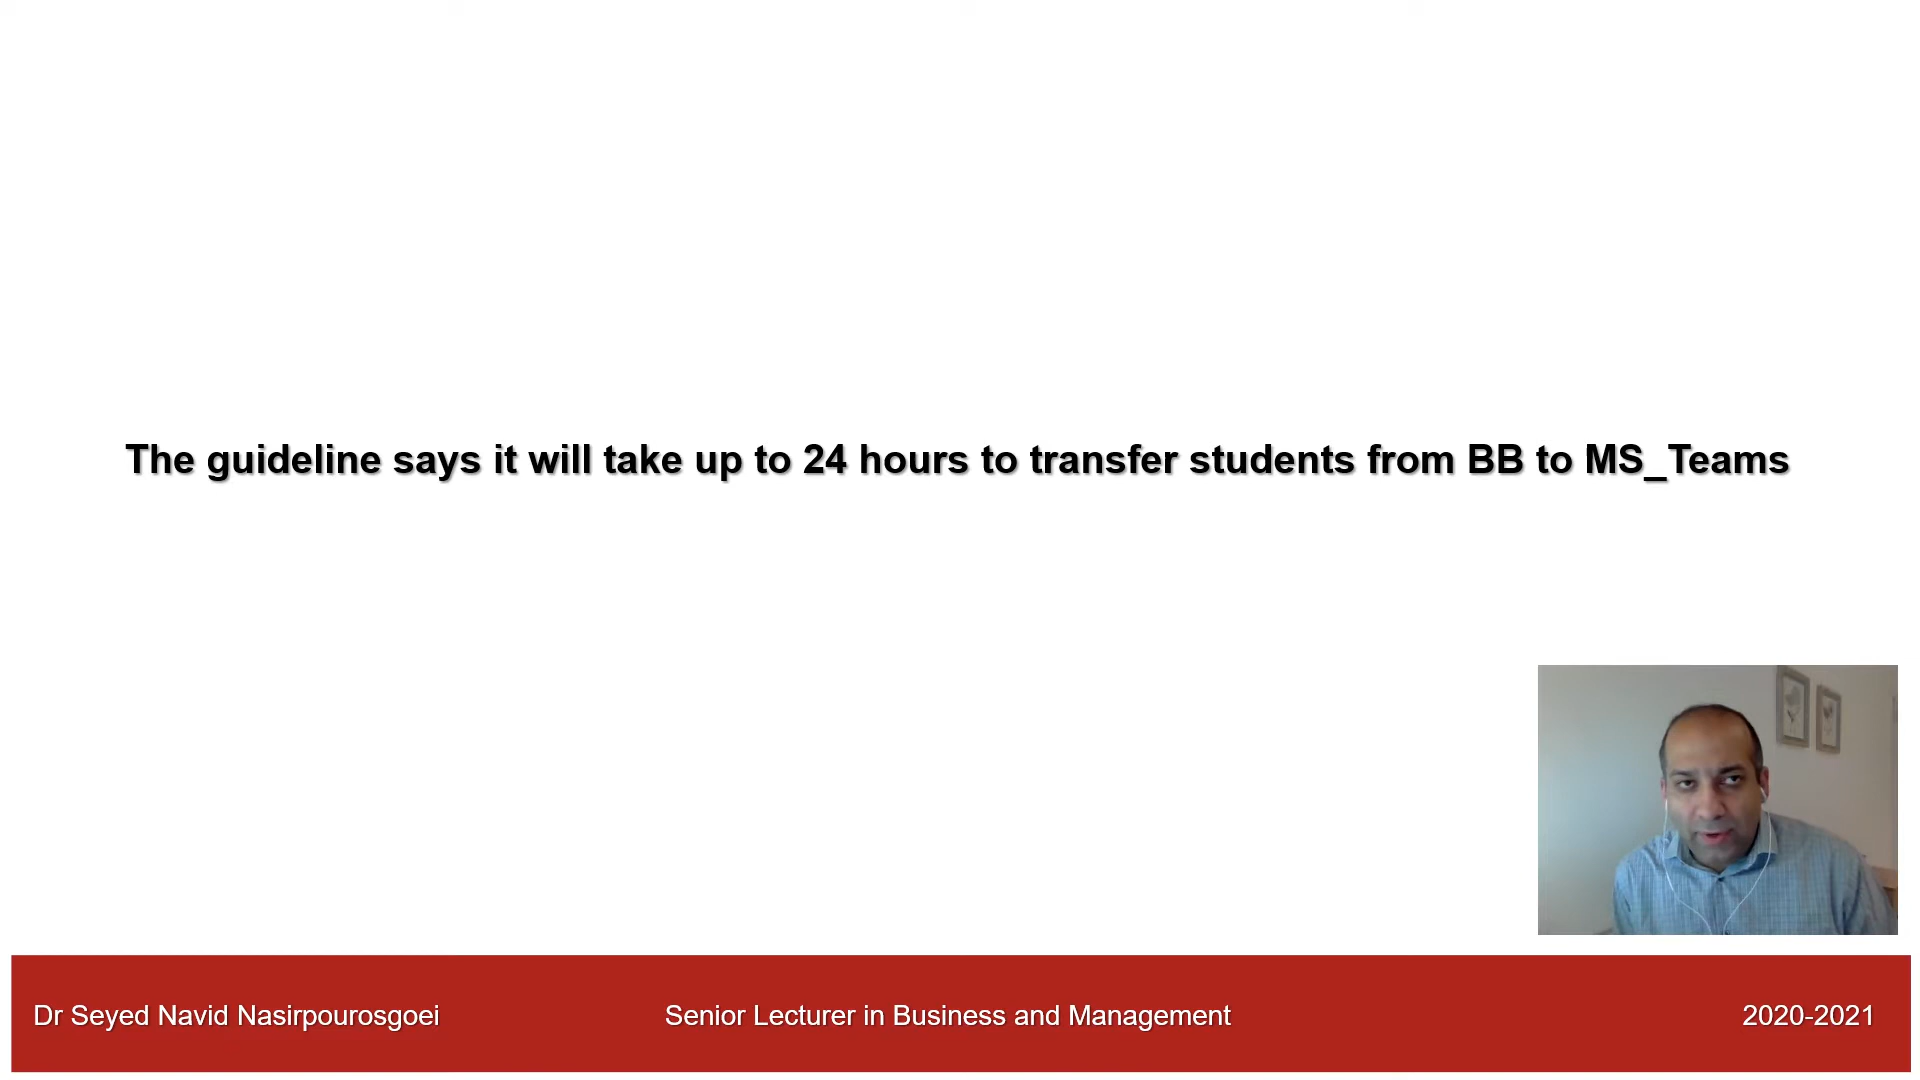 The guideline says it will take up to 24 hours to transfer students from BB to MS_Teams
Dr Seyed Navid Nasirpourosgoei
Senior Lecturer in Business and Management
2020-2021